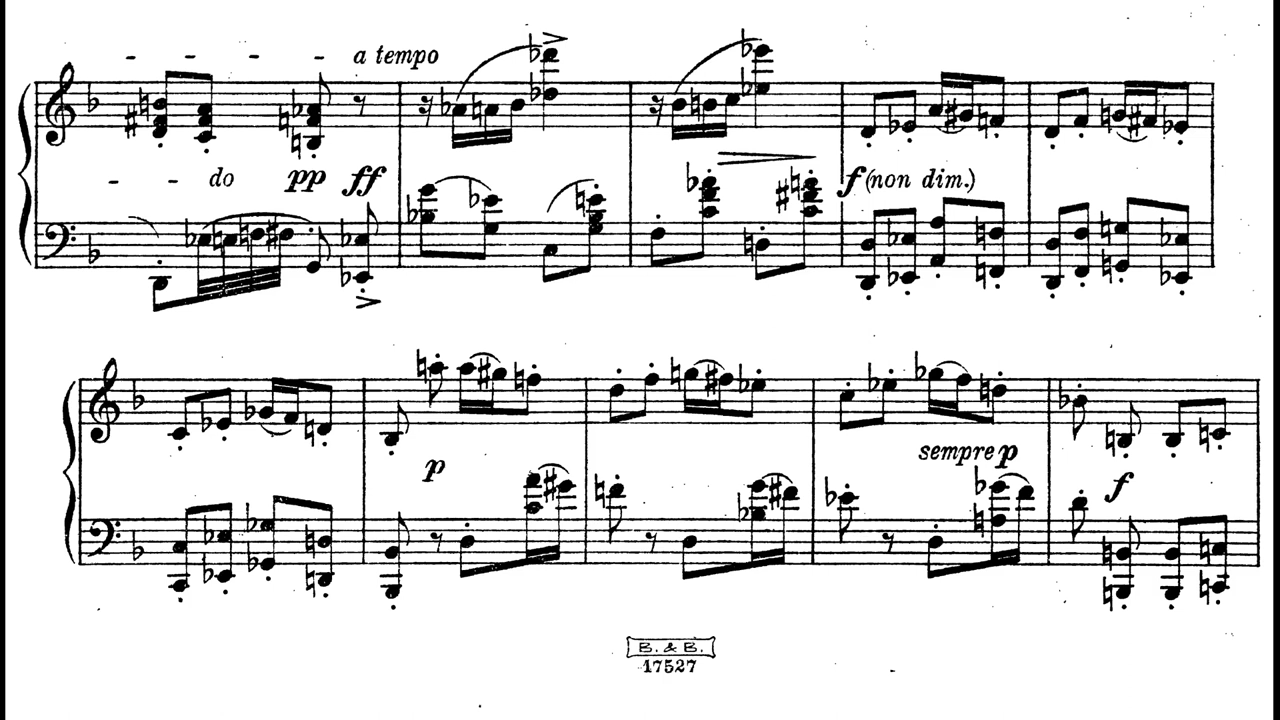 a tempo
do pp ff f (non dim.)
p sempre p f
B. & B.
17527